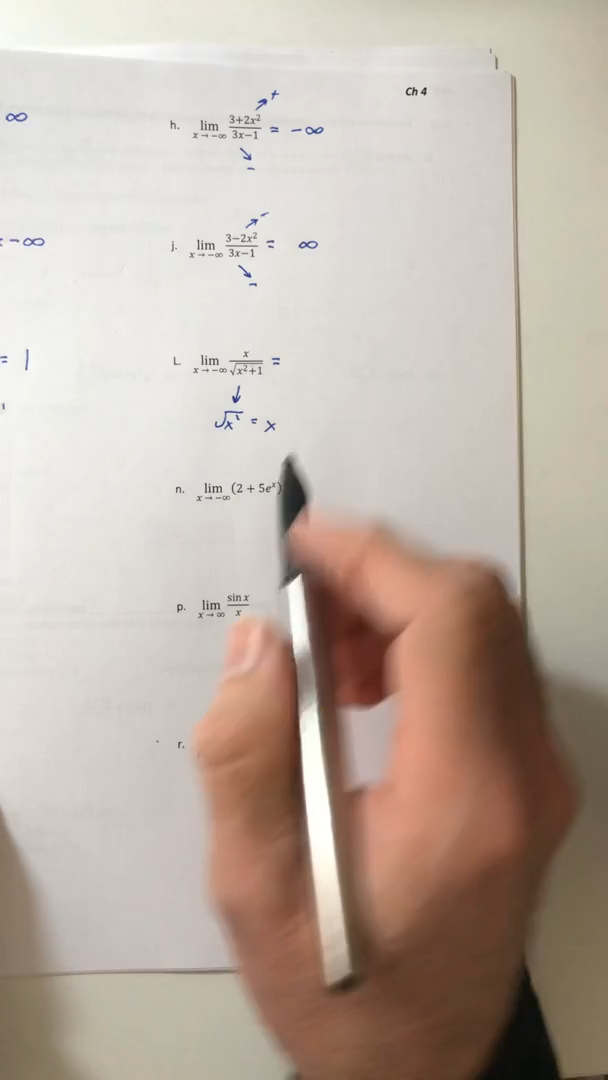 Ch 4
∞
h. lim x→−∞ (3+2x²)/(3x−1) = −∞
+
−
−∞
j. lim x→−∞ (3−2x²)/(3x−1) = ∞
−
−
= 1
L. lim x→−∞ x/√(x²+1) =
√x² = x
n. lim x→−∞ (2 + 5eˣ)
p. lim x→∞ sin x/x
r.